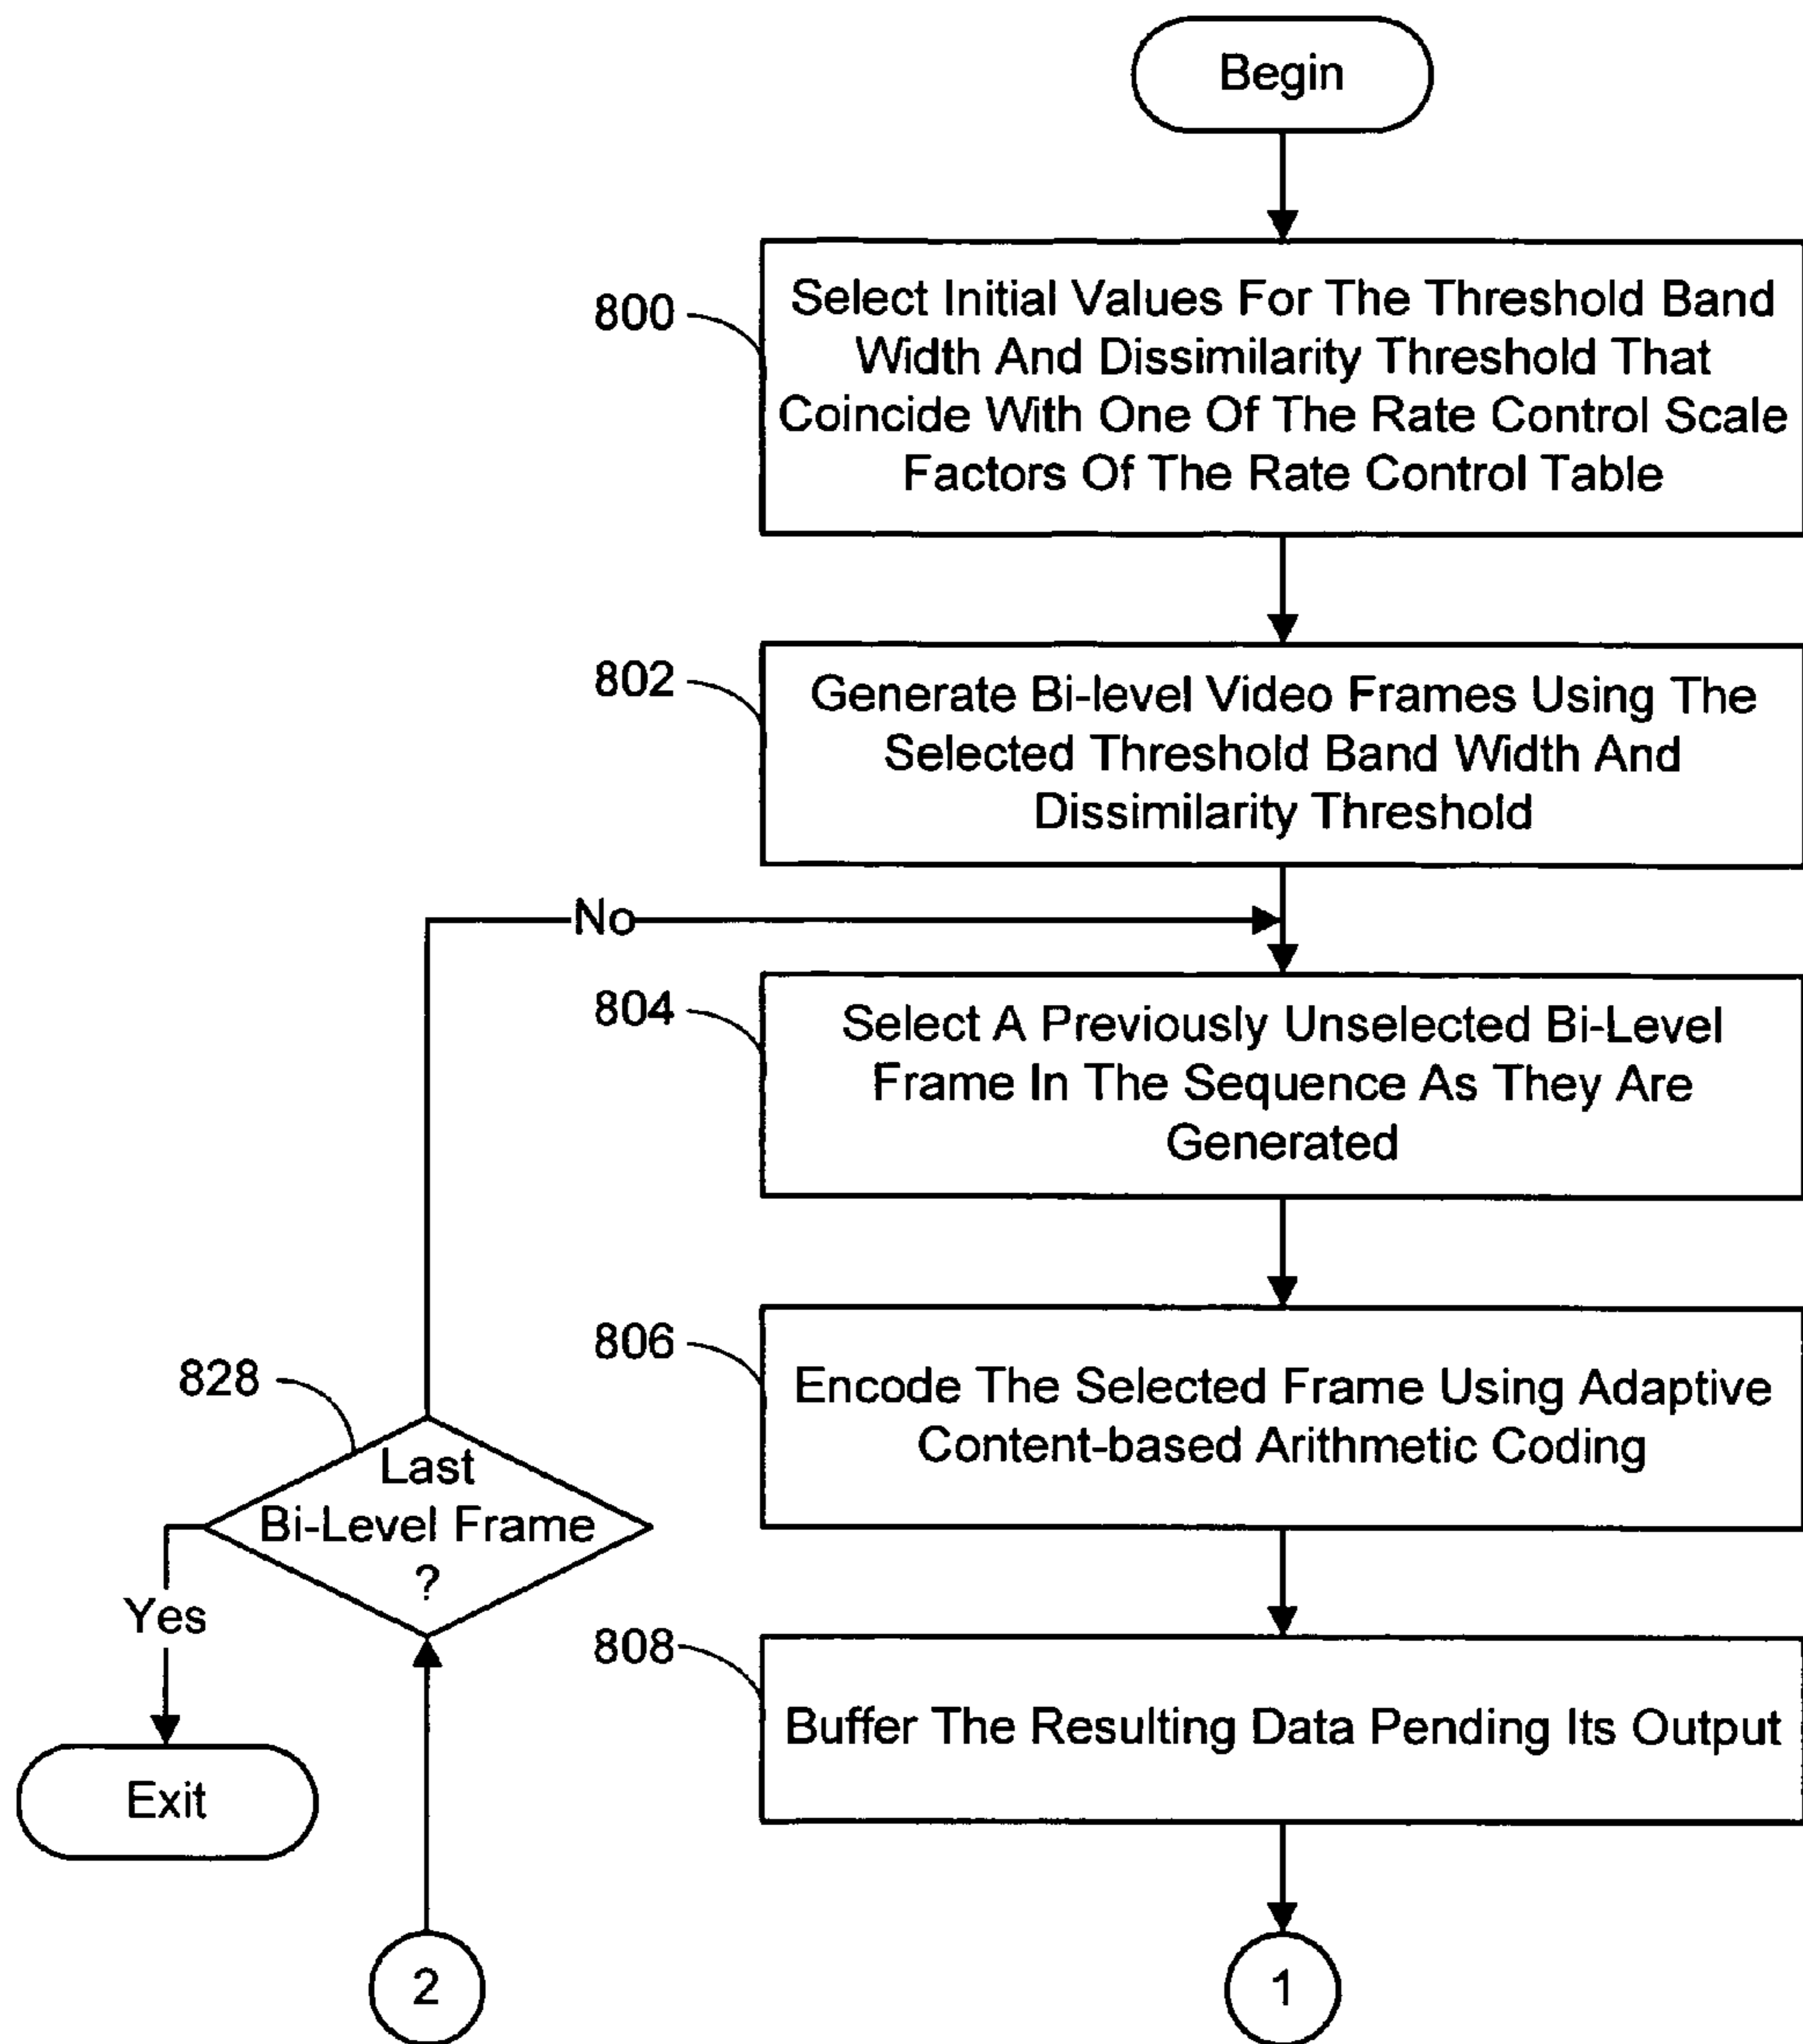 Begin
800
Select Initial Values For The Threshold Band
Width And Dissimilarity Threshold That
Coincide With One Of The Rate Control Scale
Factors Of The Rate Control Table
802
Generate Bi-level Video Frames Using The
Selected Threshold Band Width And
Dissimilarity Threshold
No
804
Select A Previously Unselected Bi-Level
Frame In The Sequence As They Are
Generated
806
Encode The Selected Frame Using Adaptive
Content-based Arithmetic Coding
828
Last
Bi-Level Frame
?
Yes
808
Buffer The Resulting Data Pending Its Output
Exit
2
1